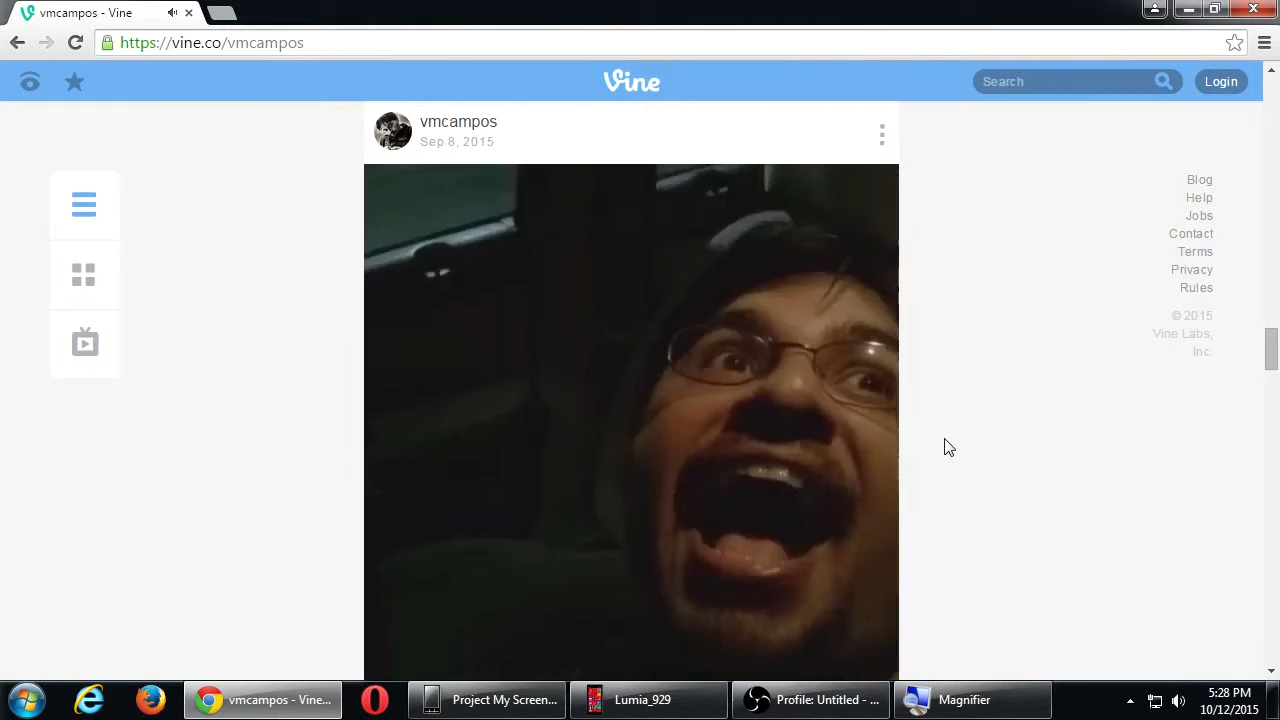 vmcampos - Vine
https://vine.co/vmcampos
Vine
Search
Login
vmcampos
Sep 8, 2015
Blog
Help
Jobs
Contact
Terms
Privacy
Rules
© 2015
Vine Labs,
Inc.
vmcampos - Vine...
Project My Screen...
Lumia_929
Profile: Untitled - ...
Magnifier
5:28 PM
10/12/2015